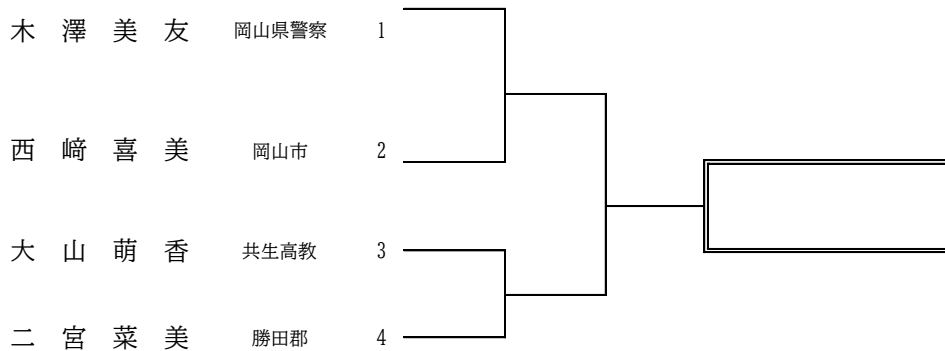 木澤美友 岡山県警察 1
西﨑喜美 岡山市 2
大山萌香 共生高教 3
二宮菜美 勝田郡 4